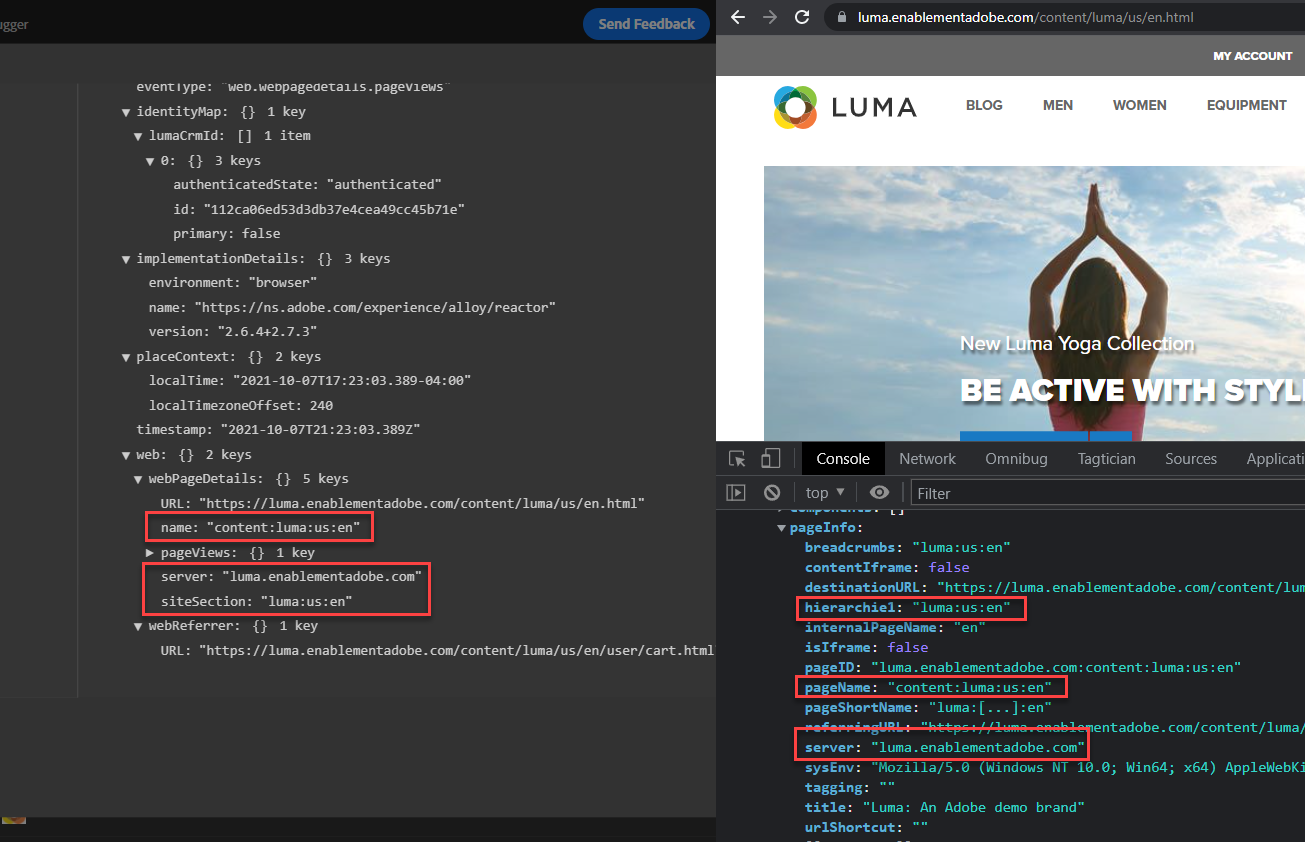 ugger
Send Feedback
eventType: "web.webpagedetails.pageViews"
▼ identityMap: {} 1 key
▼ lumaCrmId: [] 1 item
▼ 0: {} 3 keys
authenticatedState: "authenticated"
id: "112ca06ed53d3db37e4cea49cc45b71e"
primary: false
▼ implementationDetails: {} 3 keys
environment: "browser"
name: "https://ns.adobe.com/experience/alloy/reactor"
version: "2.6.4+2.7.3"
▼ placeContext: {} 2 keys
localTime: "2021-10-07T17:23:03.389-04:00"
localTimezoneOffset: 240
timestamp: "2021-10-07T21:23:03.389Z"
▼ web: {} 2 keys
▼ webPageDetails: {} 5 keys
URL: "https://luma.enablementadobe.com/content/luma/us/en.html"
name: "content:luma:us:en"
▶ pageViews: {} 1 key
server: "luma.enablementadobe.com"
siteSection: "luma:us:en"
▼ webReferrer: {} 1 key
URL: "https://luma.enablementadobe.com/content/luma/us/en/user/cart.html
luma.enablementadobe.com/content/luma/us/en.html
MY ACCOUNT
LUMA BLOG MEN WOMEN EQUIPMENT
New Luma Yoga Collection
BE ACTIVE WITH STYL
Console Network Omnibug Tagtician Sources Applicati
top ▼ Filter
components: []
▼ pageInfo:
breadcrumbs: "luma:us:en"
contentIframe: false
destinationURL: "https://luma.enablementadobe.com/content/lum
hierarchie1: "luma:us:en"
internalPageName: "en"
isIframe: false
pageID: "luma.enablementadobe.com:content:luma:us:en"
pageName: "content:luma:us:en"
pageShortName: "luma:[...]:en"
referringURL: "https://luma.enablementadobe.com/content/luma/
server: "luma.enablementadobe.com"
sysEnv: "Mozilla/5.0 (Windows NT 10.0; Win64; x64) AppleWebKi
tagging: ""
title: "Luma: An Adobe demo brand"
urlShortcut: ""